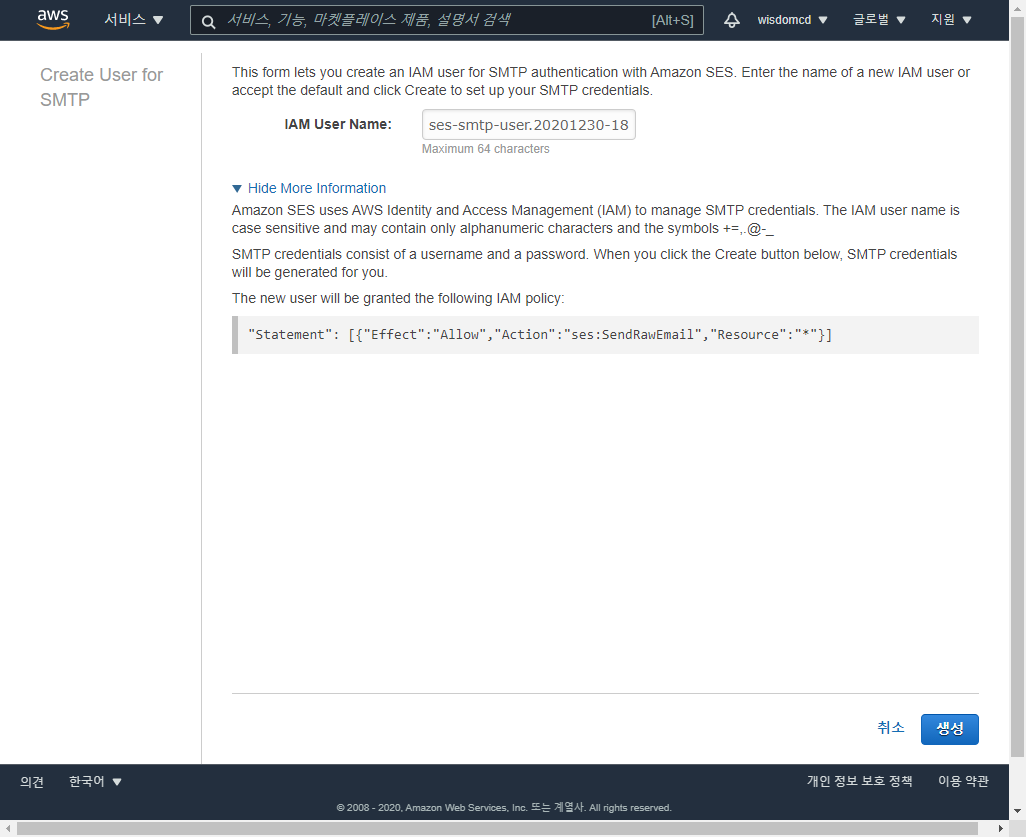 aws 서비스 ▼ 서비스, 기능, 마켓플레이스 제품, 설명서 검색 [Alt+S] wisdomcd ▼ 글로벌 ▼ 지원 ▼
Create User for
SMTP
This form lets you create an IAM user for SMTP authentication with Amazon SES. Enter the name of a new IAM user or
accept the default and click Create to set up your SMTP credentials.
IAM User Name: ses-smtp-user.20201230-18
Maximum 64 characters
▼ Hide More Information
Amazon SES uses AWS Identity and Access Management (IAM) to manage SMTP credentials. The IAM user name is
case sensitive and may contain only alphanumeric characters and the symbols +=,.@-_
SMTP credentials consist of a username and a password. When you click the Create button below, SMTP credentials
will be generated for you.
The new user will be granted the following IAM policy:
"Statement": [{"Effect":"Allow","Action":"ses:SendRawEmail","Resource":"*"}]
취소 생성
의견 한국어 ▼ 개인 정보 보호 정책 이용 약관
© 2008 - 2020, Amazon Web Services, Inc. 또는 계열사. All rights reserved.